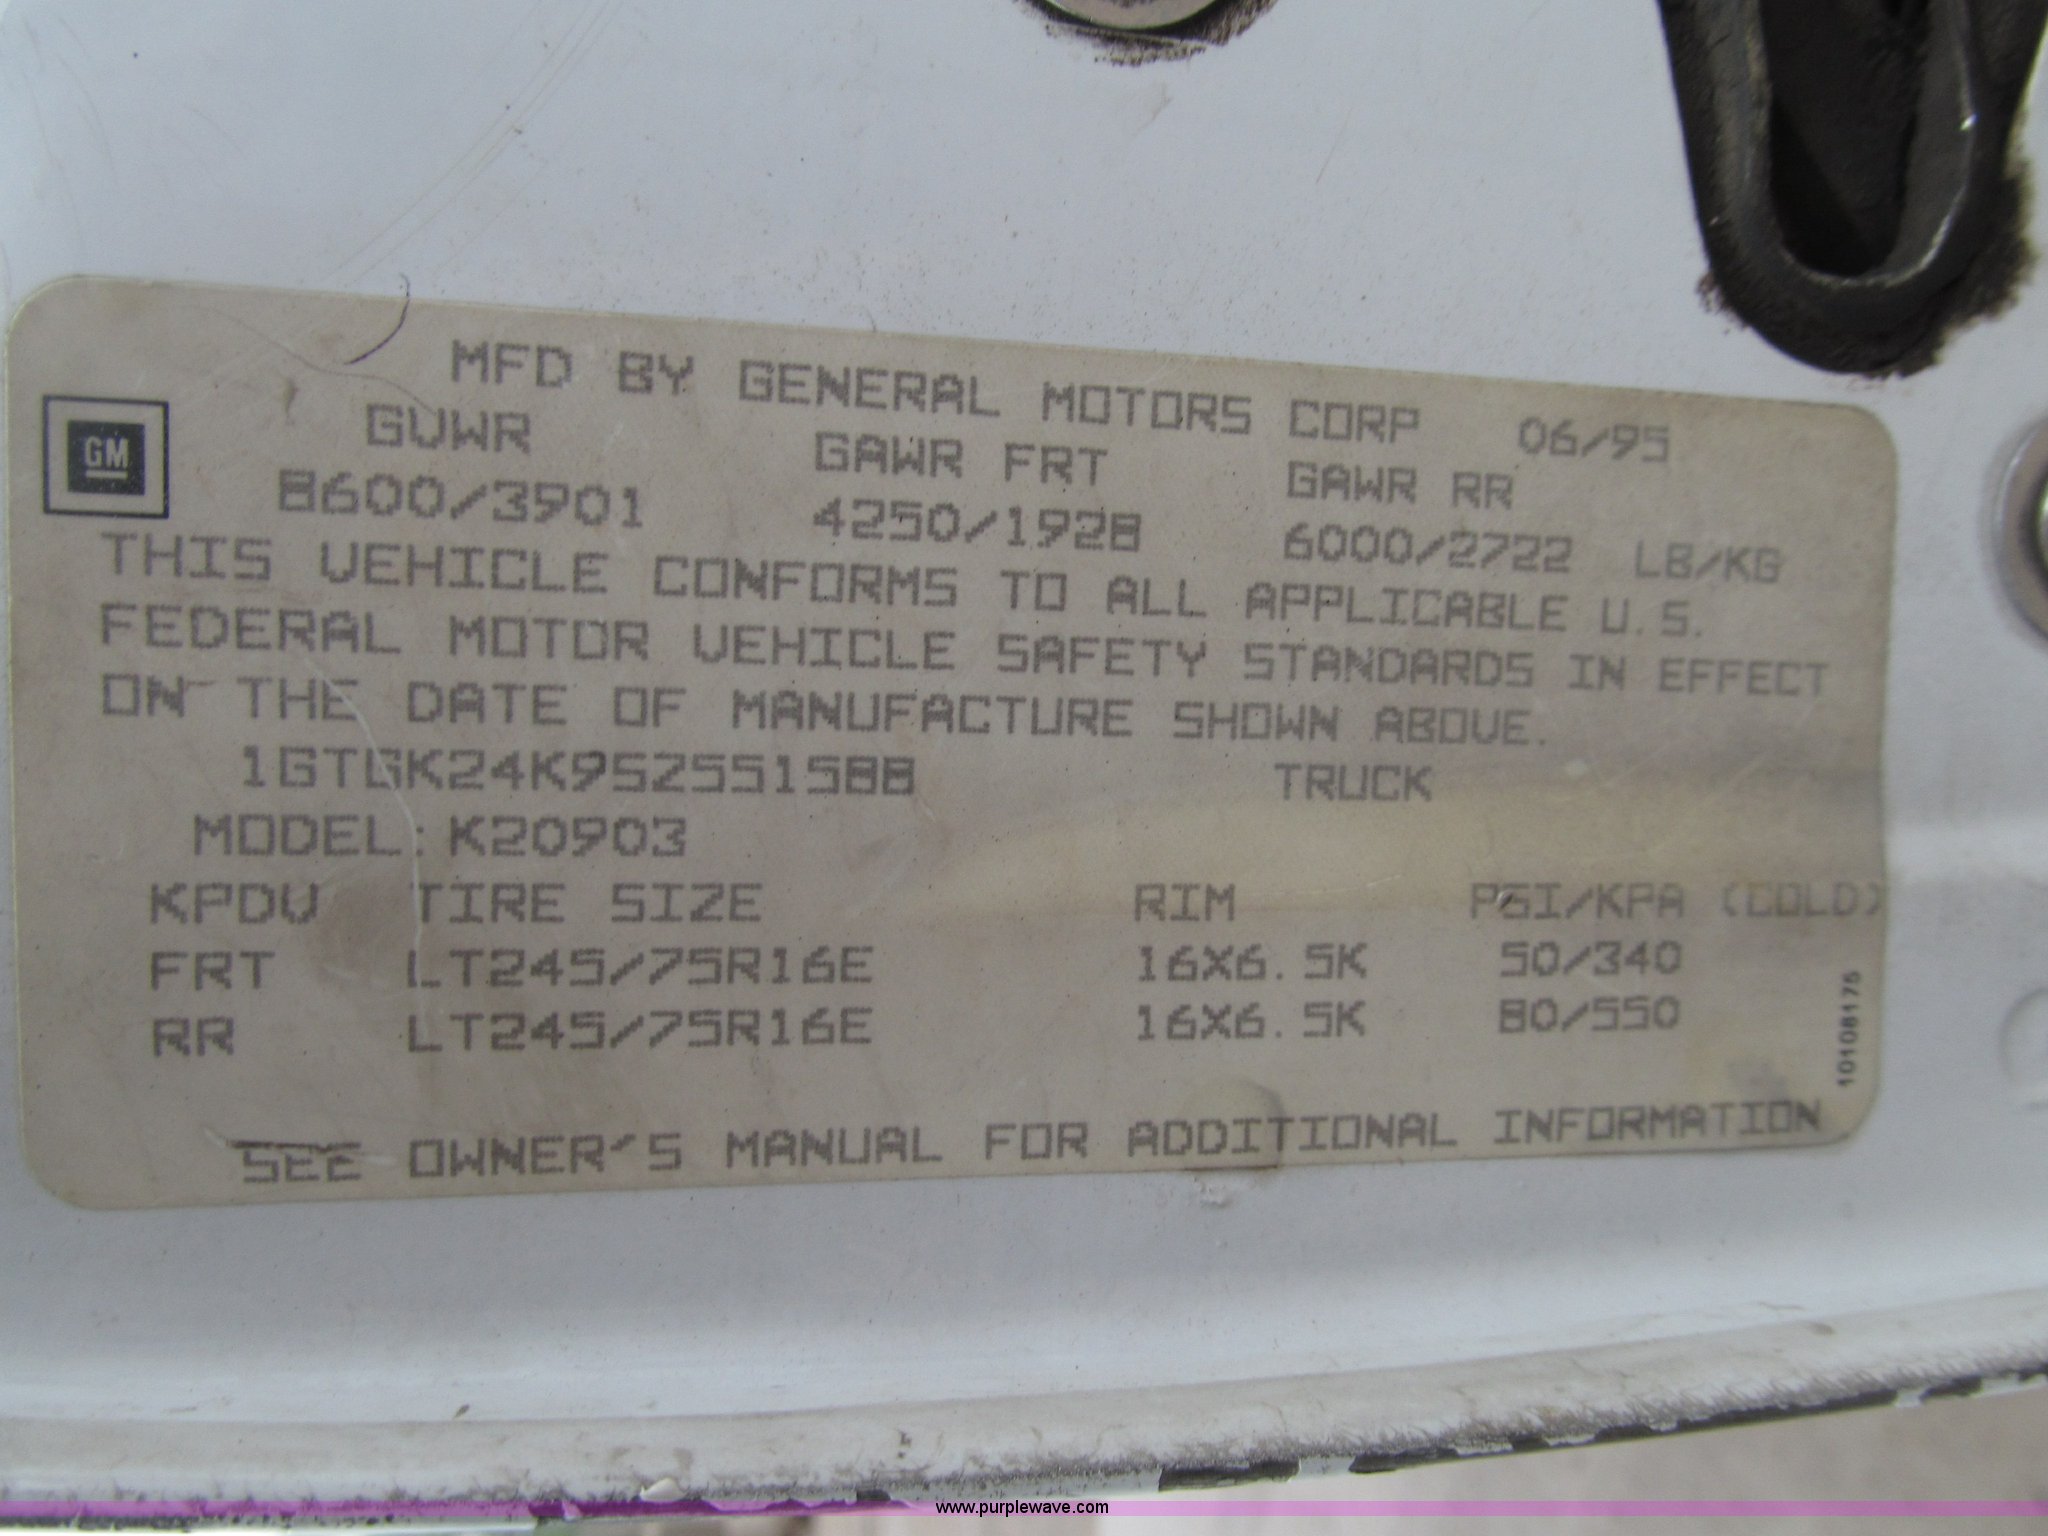 MFD BY GENERAL MOTORS CORP 06/95
GM
GVWR GAWR FRT GAWR RR
8600/3901 4250/1928 6000/2722 LB/KG
THIS VEHICLE CONFORMS TO ALL APPLICABLE U.S.
FEDERAL MOTOR VEHICLE SAFETY STANDARDS IN EFFECT
ON THE DATE OF MANUFACTURE SHOWN ABOVE.
1GTGK24K9SZ551588 TRUCK
MODEL: K20903
KPDV TIRE SIZE RIM PSI/KPA (COLD)
FRT LT245/75R16E 16X6.5K 50/340
RR LT245/75R16E 16X6.5K 80/550
10108175
SEE OWNER'S MANUAL FOR ADDITIONAL INFORMATION
www.purplewave.com